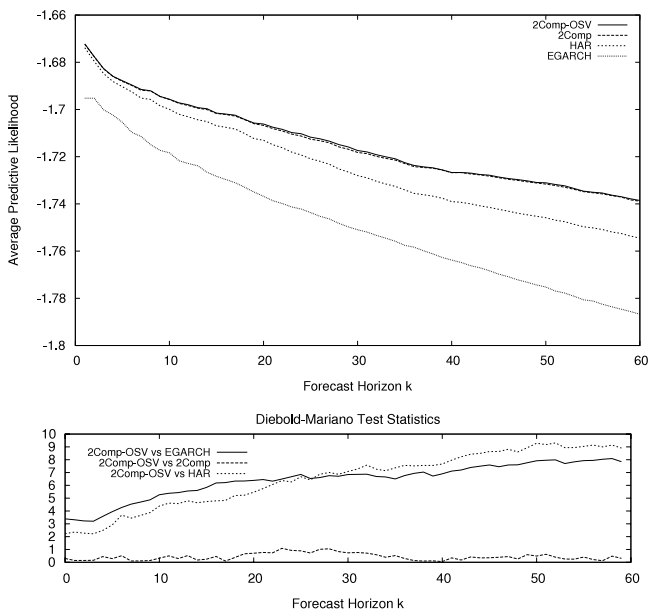 -1.66
-1.68
-1.7
-1.72
-1.74
-1.76
-1.78
-1.8
Average Predictive Likelihood
2Comp-OSV
2Comp
HAR
EGARCH
0 10 20 30 40 50 60
Forecast Horizon k
Diebold-Mariano Test Statistics
10
9
8
7
6
5
4
3
2
1
0
2Comp-OSV vs EGARCH
2Comp-OSV vs 2Comp
2Comp-OSV vs HAR
0 10 20 30 40 50 60
Forecast Horizon k